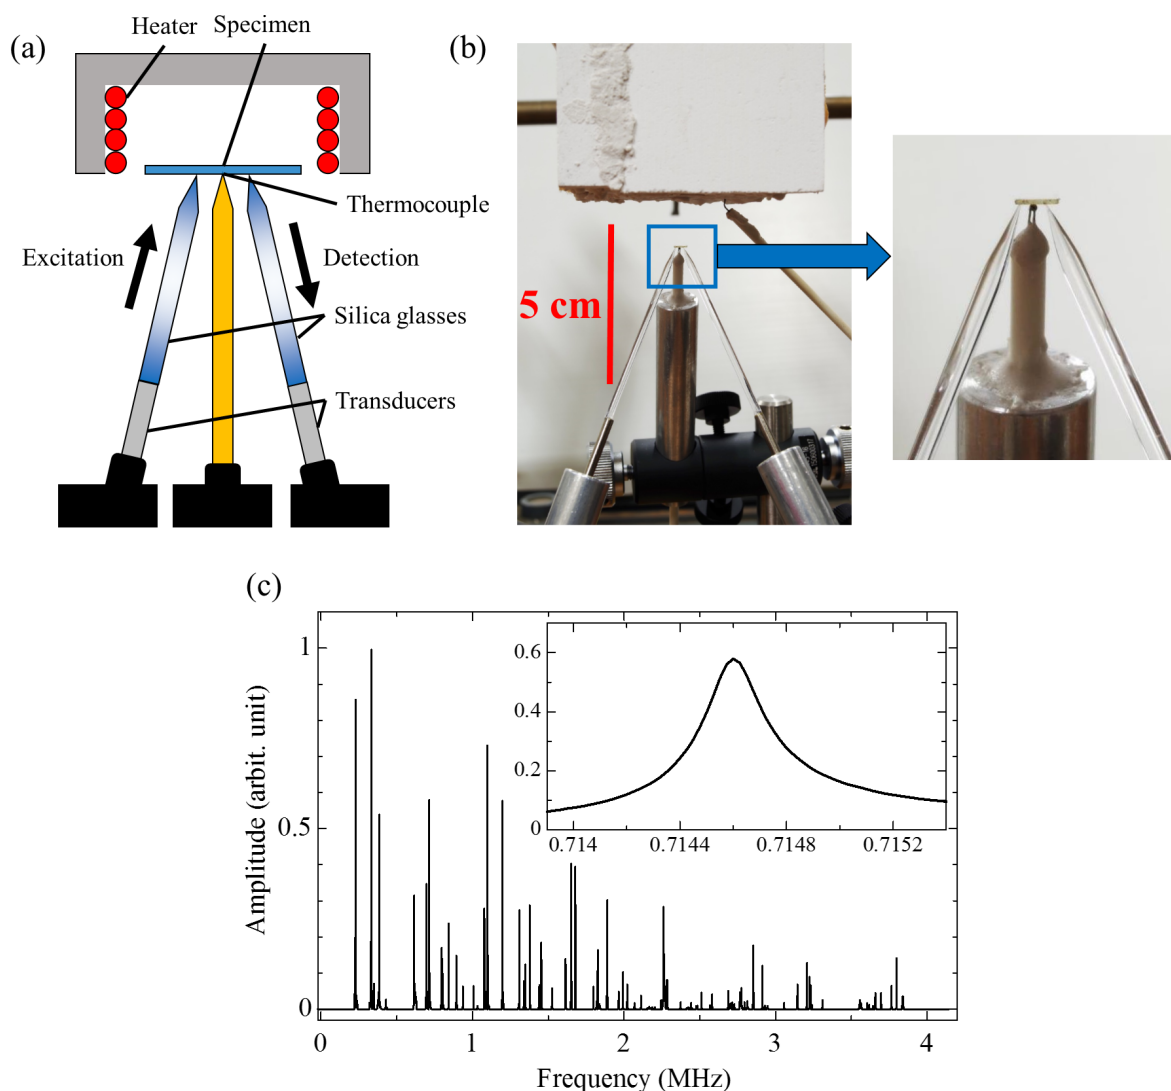 (a)
Heater
Specimen
Thermocouple
Excitation
Detection
Silica glasses
Transducers
(b)
5 cm
(c)
Amplitude (arbit. unit)
1
0.5
0
0 1 2 3 4
Frequency (MHz)
0.6
0.4
0.2
0
0.714 0.7144 0.7148 0.7152